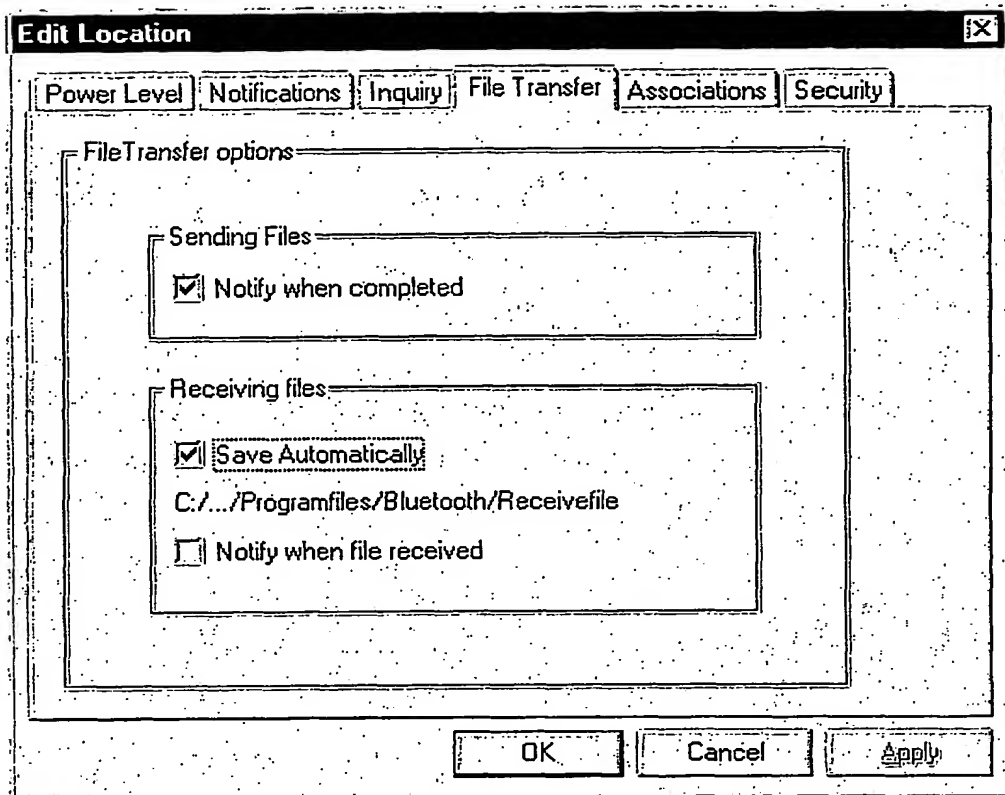 Edit Location
Power Level Notifications Inquiry File Transfer Associations Security
FileTransfer options
Sending Files
Notify when completed
Receiving files
Save Automatically
C:/.../Programfiles/Bluetooth/Receivefile
Notify when file received
OK Cancel Apply